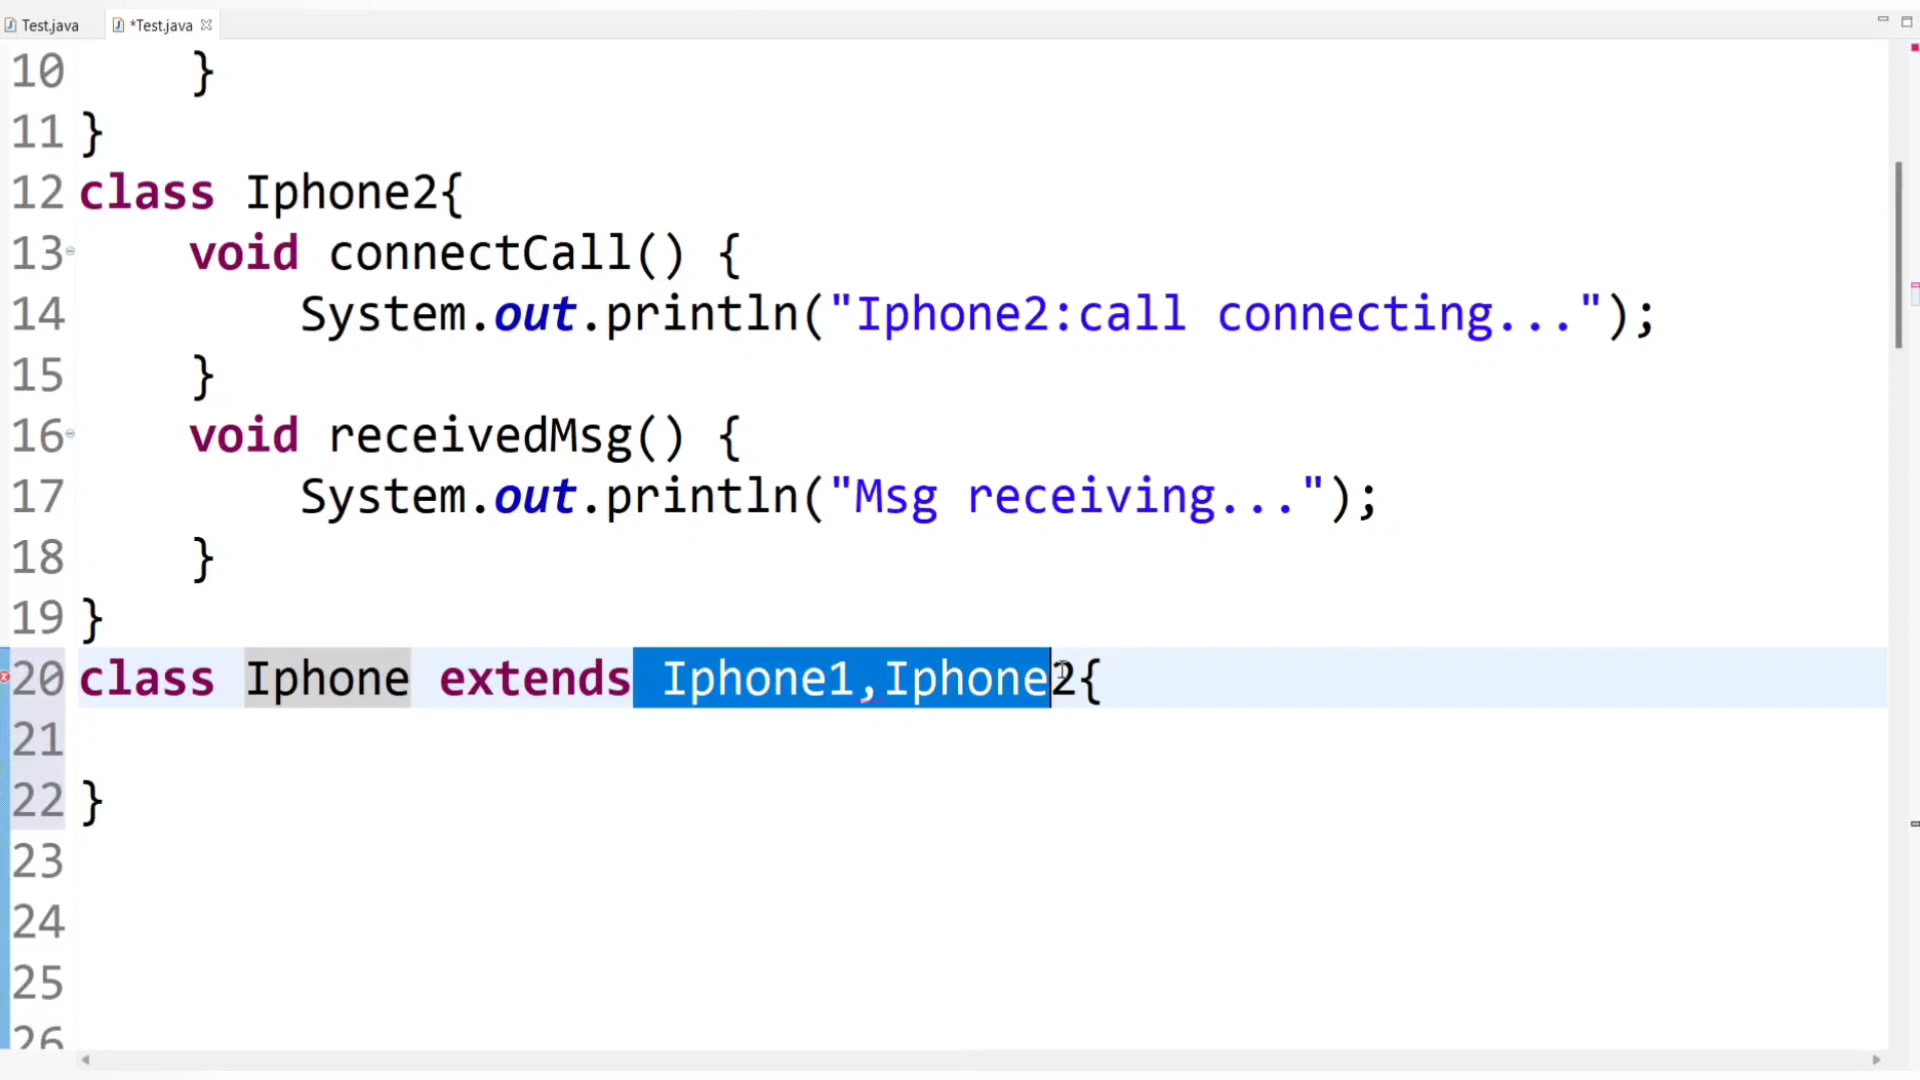 Test.java *Test.java
10 }
11 }
12 class Iphone2{
13 void connectCall() {
14 System.out.println("Iphone2:call connecting...");
15 }
16 void receivedMsg() {
17 System.out.println("Msg receiving...");
18 }
19 }
20 class Iphone extends Iphone1,Iphone2{
21
22 }
23
24
25
26